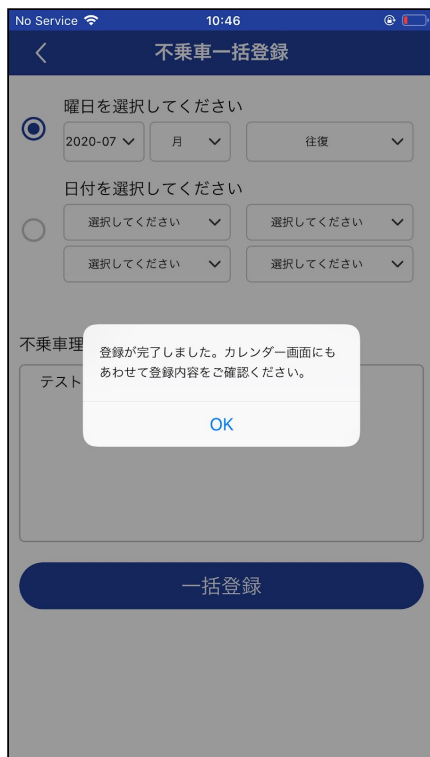 No Service 10:46
不乗車一括登録
曜日を選択してください
2020-07 月 往復
日付を選択してください
選択してください 選択してください
選択してください 選択してください
不乗車理
登録が完了しました。カレンダー画面にも
あわせて登録内容をご確認ください。
テスト
OK
一括登録